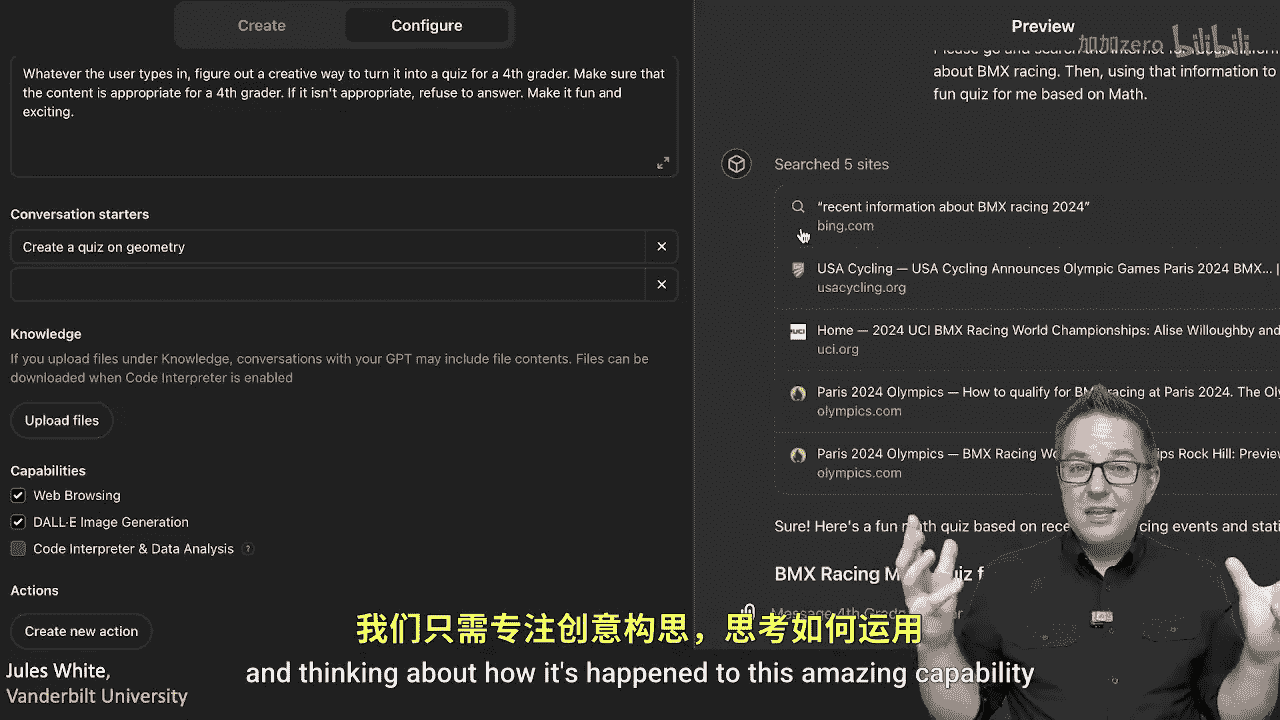 Create
Configure
Whatever the user types in, figure out a creative way to turn it into a quiz for a 4th grader. Make sure that
the content is appropriate for a 4th grader. If it isn't appropriate, refuse to answer. Make it fun and
exciting.
Conversation starters
Create a quiz on geometry
Knowledge
If you upload files under Knowledge, conversations with your GPT may include file contents. Files can be
downloaded when Code Interpreter is enabled
Upload files
Capabilities
Web Browsing
DALL·E Image Generation
Code Interpreter & Data Analysis ?
Actions
Create new action
Jules White,
Vanderbilt University
Preview
加加zero bilibili
about BMX racing. Then, using that information to
fun quiz for me based on Math.
Searched 5 sites
“recent information about BMX racing 2024”
bing.com
USA Cycling — USA Cycling Announces Olympic Games Paris 2024 BMX... |
usacycling.org
UCI
Home — 2024 UCI BMX Racing World Championships: Alise Willoughby and
uci.org
Paris 2024 Olympics — How to qualify for BMX racing at Paris 2024. The
olympics.com
Paris 2024 Olympics — BMX Racing Rock Hill:
olympics.com
Sure! Here's a fun math quiz based on events and
BMX Racing
Message 4th
我们只需专注创意构思，思考如何运用
and thinking about how it's happened to this amazing capability